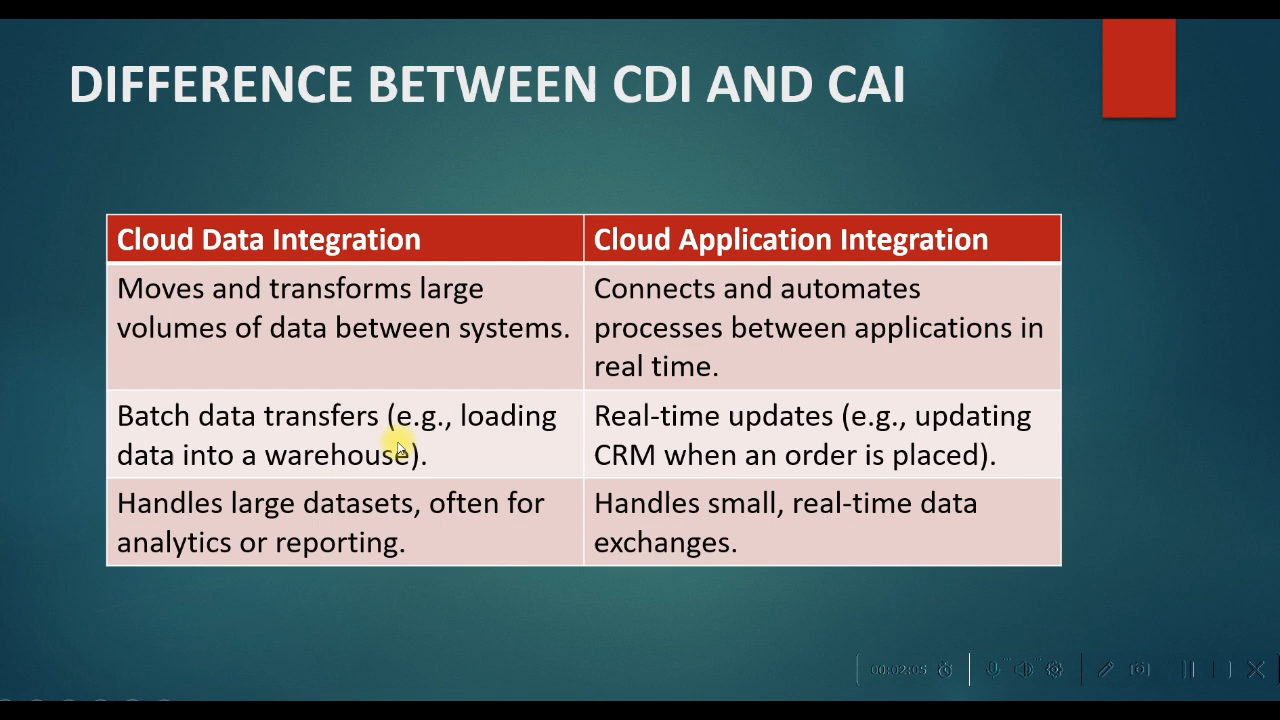 DIFFERENCE BETWEEN CDI AND CAI
Cloud Data Integration
Cloud Application Integration
Moves and transforms large
volumes of data between systems.
Connects and automates
processes between applications in
real time.
Batch data transfers (e.g., loading
data into a warehouse).
Real-time updates (e.g., updating
CRM when an order is placed).
Handles large datasets, often for
analytics or reporting.
Handles small, real-time data
exchanges.
00:02:05